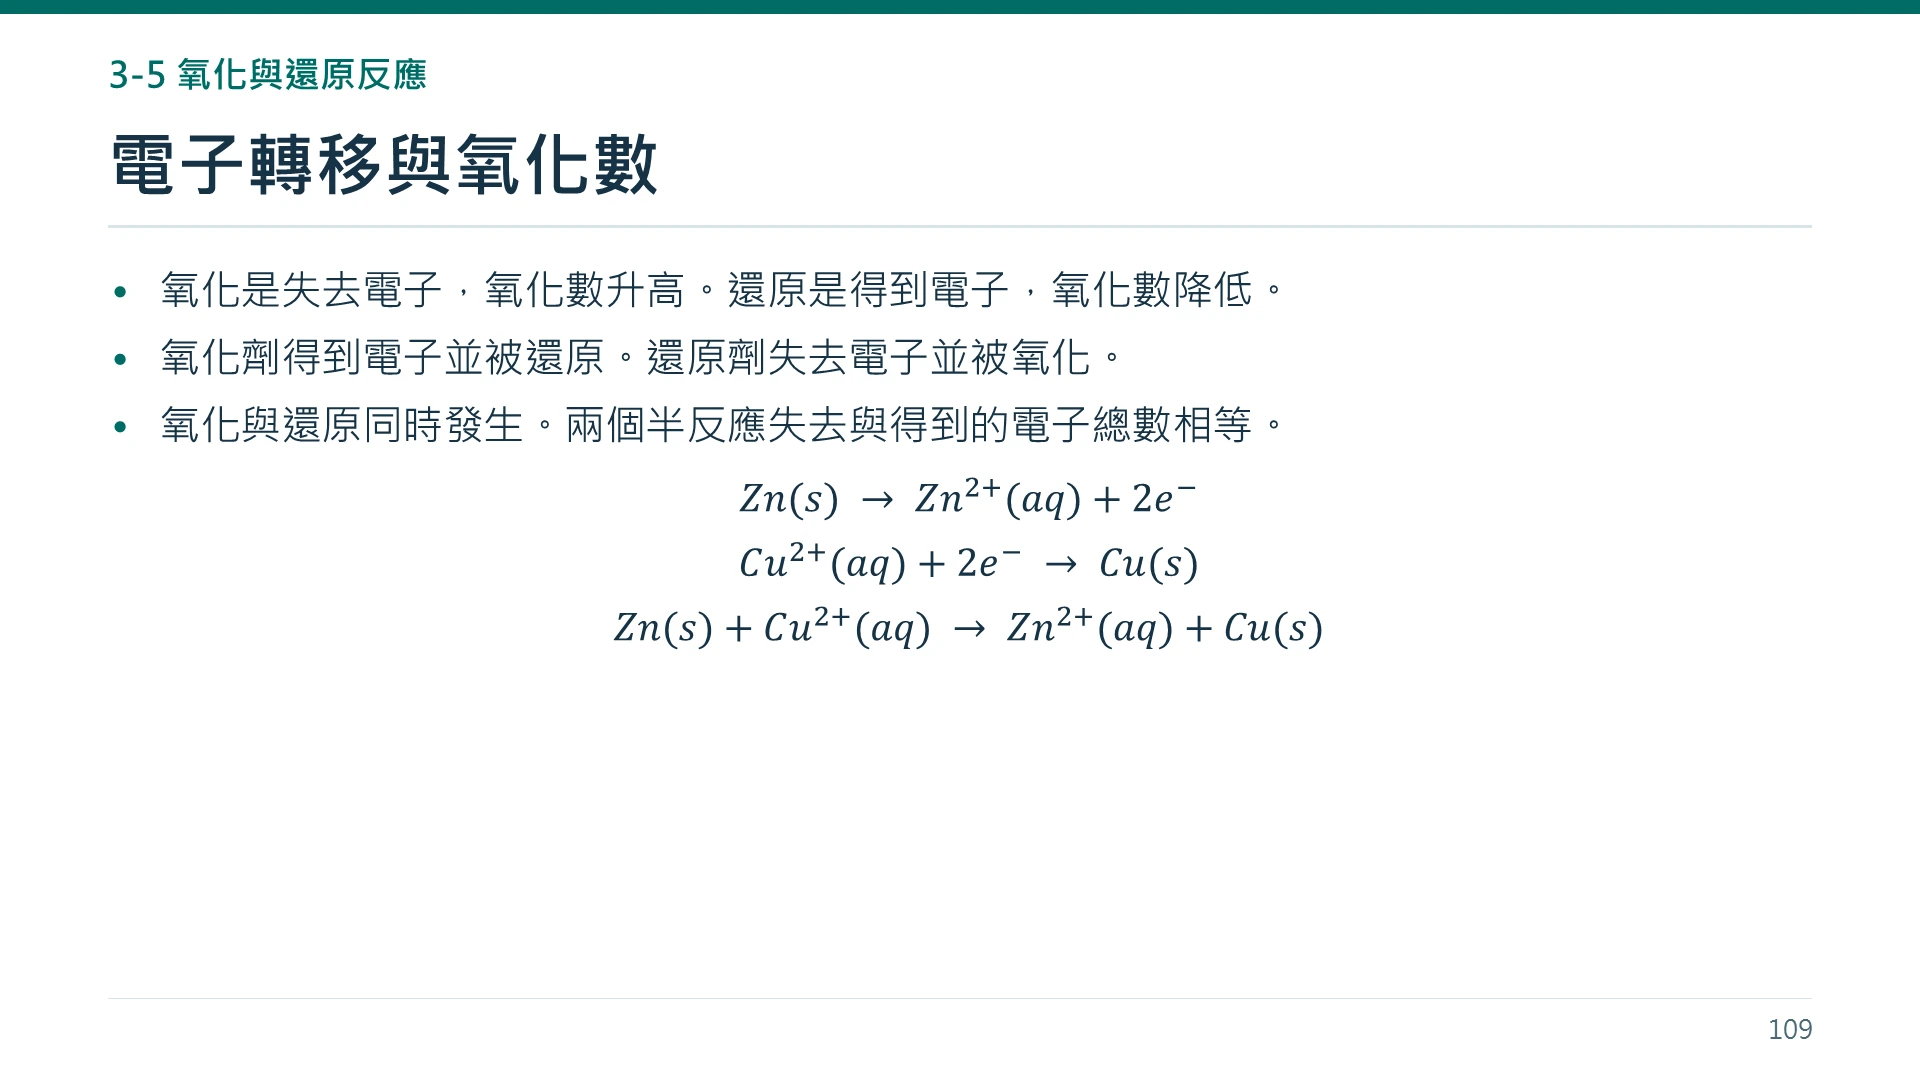 3-5 氧化與還原反應
電子轉移與氧化數
• 氧化是失去電子，氧化數升高。還原是得到電子，氧化數降低。
• 氧化劑得到電子並被還原。還原劑失去電子並被氧化。
• 氧化與還原同時發生。兩個半反應失去與得到的電子總數相等。
Zn(s) → Zn²⁺(aq) + 2e⁻
Cu²⁺(aq) + 2e⁻ → Cu(s)
Zn(s) + Cu²⁺(aq) → Zn²⁺(aq) + Cu(s)
109